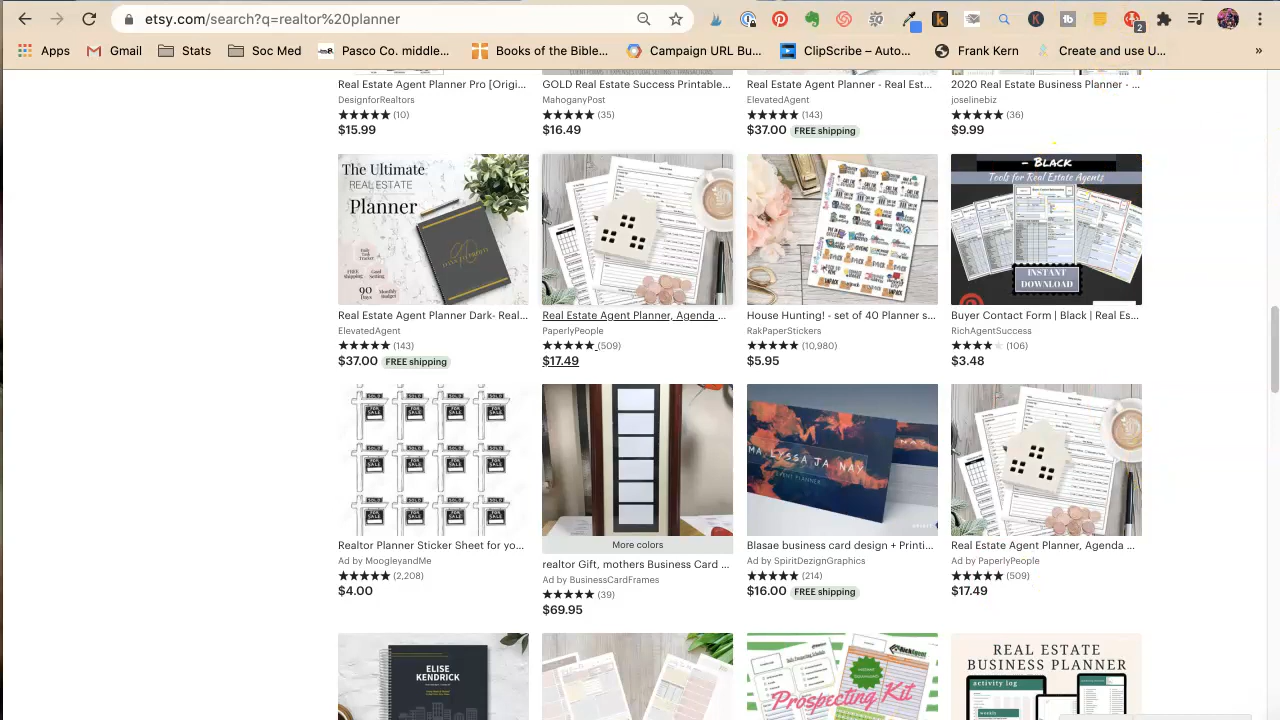 etsy.com/search?q=realtor%20planner
2
Apps
Gmail
Stats
Soc Med
Pasco Co. middle...
Books of the Bible...
Campaign URL Bu...
ClipScribe – Auto...
Frank Kern
Create and use U...
»
Real Estate Agent Planner Pro [Origi...
DesignforRealtors
(10)
$15.99
GOLD Real Estate Success Printable...
MahoganyPost
(35)
$16.49
Real Estate Agent Planner - Real Est...
ElevatedAgent
(143)
$37.00 FREE shipping
2020 Real Estate Business Planner - ...
joselinebiz
(36)
$9.99
The Ultimate
REAL ESTATE
Planner
90
Real Estate Agent Planner Dark- Real...
ElevatedAgent
(143)
$37.00 FREE shipping
Real Estate Agent Planner, Agenda ...
PaperlyPeople
(509)
$17.49
House Hunting! - set of 40 Planner s...
RakPaperStickers
(10,980)
$5.95
– BLACK
Tools for Real Estate Agents
INSTANT
DOWNLOAD
Buyer Contact Form | Black | Real Es...
RichAgentSuccess
(106)
$3.48
Realtor Planner Sticker Sheet for yo...
Ad by MoogleyandMe
(2,208)
$4.00
More colors
realtor Gift, mothers Business Card ...
Ad by BusinessCardFrames
(39)
$69.95
Blasae business card design + Printi...
Ad by SpiritDezignGraphics
(214)
$16.00 FREE shipping
Real Estate Agent Planner, Agenda ...
Ad by PaperlyPeople
(509)
$17.49
ELISE
KENDRICK
Prospecting Kit
REAL ESTATE
BUSINESS PLANNER
activity log
weekly